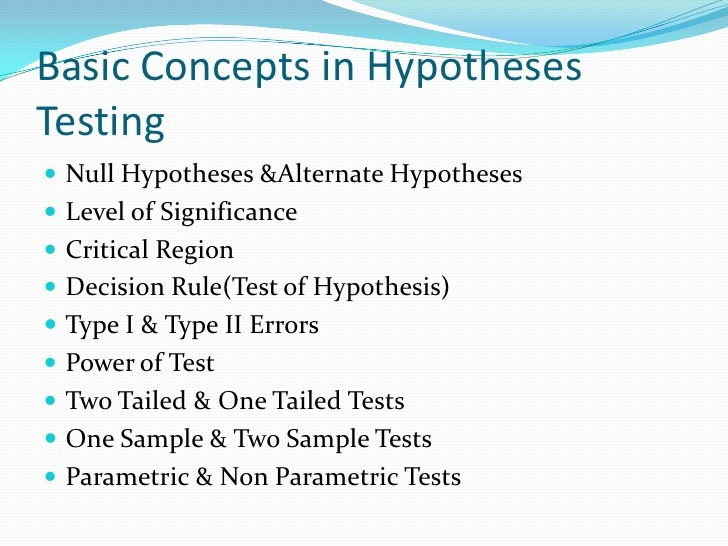 Basic Concepts in Hypotheses
Testing
• Null Hypotheses &Alternate Hypotheses
• Level of Significance
• Critical Region
• Decision Rule(Test of Hypothesis)
• Type I & Type II Errors
• Power of Test
• Two Tailed & One Tailed Tests
• One Sample & Two Sample Tests
• Parametric & Non Parametric Tests